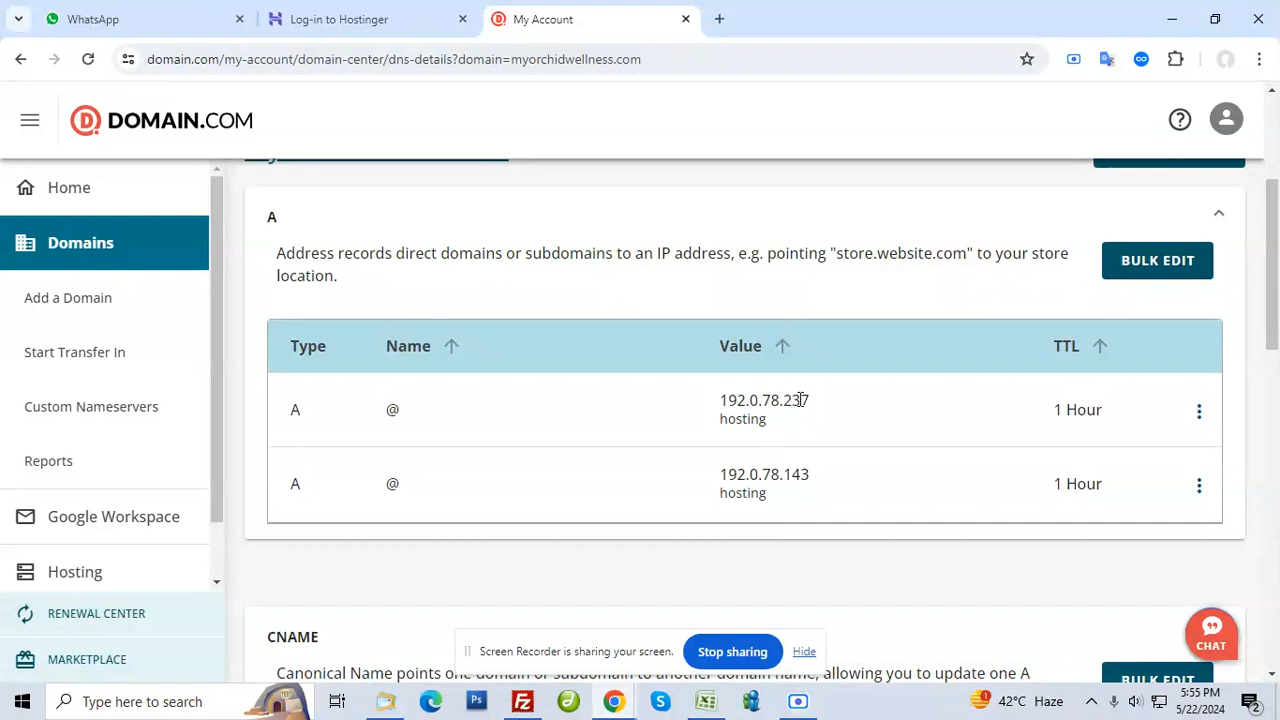 WhatsApp
Log-in to Hostinger
My Account
domain.com/my-account/domain-center/dns-details?domain=myorchidwellness.com
DOMAIN.COM
Home
Domains
Add a Domain
Start Transfer In
Custom Nameservers
Reports
Google Workspace
Hosting
RENEWAL CENTER
MARKETPLACE
A
Address records direct domains or subdomains to an IP address, e.g. pointing "store.website.com" to your store
location.
BULK EDIT
Type Name Value TTL
A @ 192.0.78.237 1 Hour
hosting
A @ 192.0.78.143 1 Hour
hosting
CNAME
Canonical Name points one domain or subdomain to another domain name, allowing you to update one A
BULK EDIT
CHAT
Screen Recorder is sharing your screen. Stop sharing Hide
Type here to search
42°C Haze
5:55 PM
5/22/2024
2